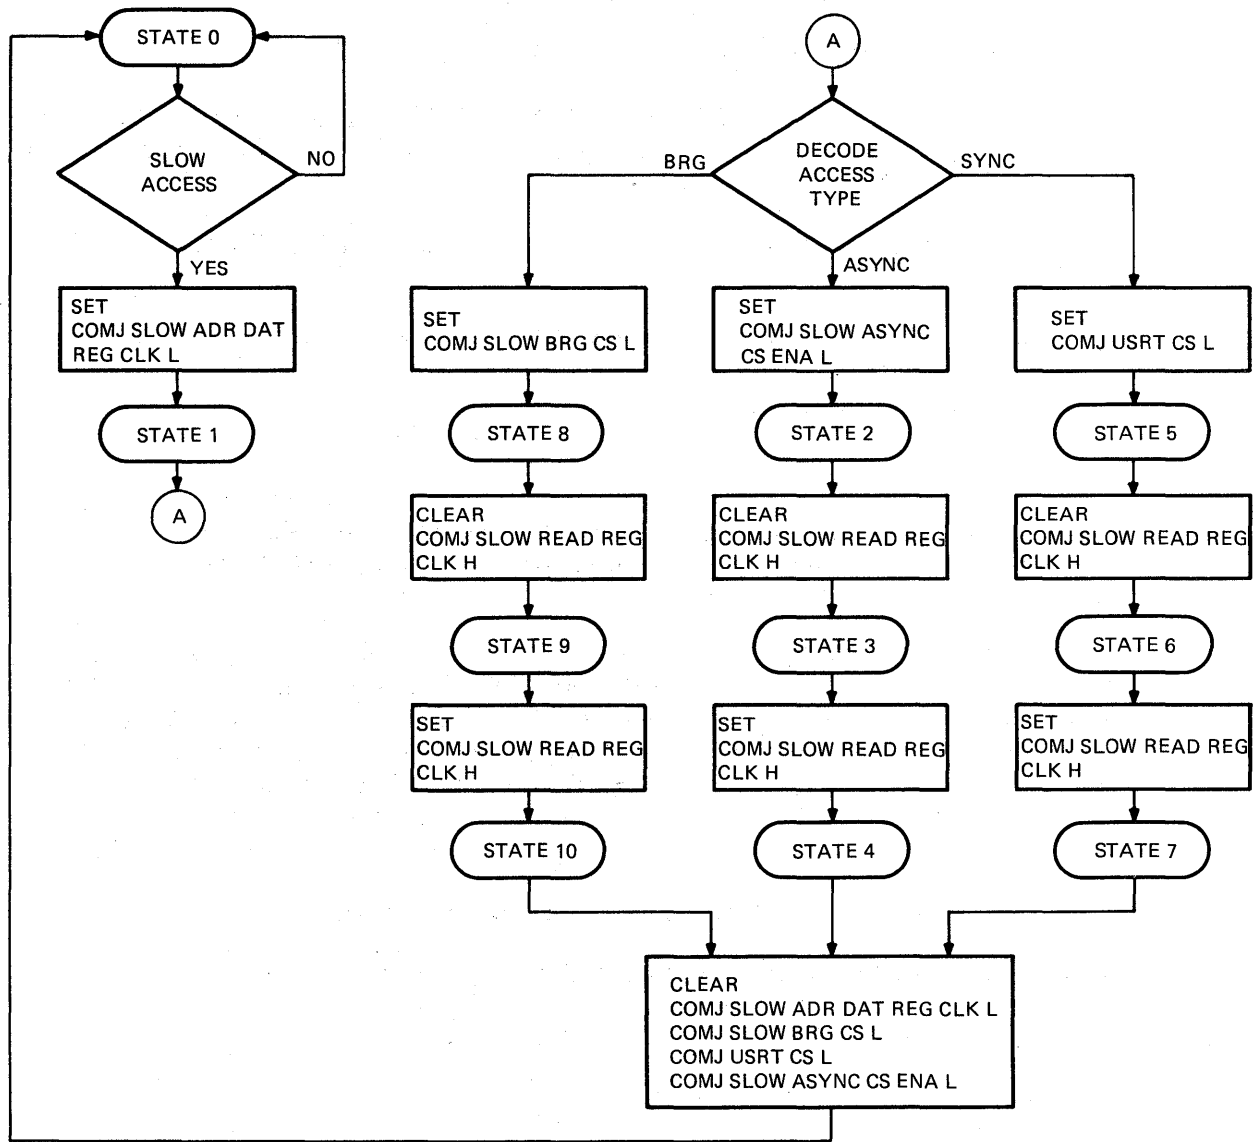 STATE 0
SLOW
ACCESS
NO
YES
SET
COMJ SLOW ADR DAT
REG CLK L
STATE 1
A
A
DECODE
ACCESS
TYPE
BRG
SYNC
ASYNC
SET
COMJ SLOW BRG CS L
STATE 8
CLEAR
COMJ SLOW READ REG
CLK H
STATE 9
SET
COMJ SLOW READ REG
CLK H
STATE 10
SET
COMJ SLOW ASYNC
CS ENA L
STATE 2
CLEAR
COMJ SLOW READ REG
CLK H
STATE 3
SET
COMJ SLOW READ REG
CLK H
STATE 4
SET
COMJ USRT CS L
STATE 5
CLEAR
COMJ SLOW READ REG
CLK H
STATE 6
SET
COMJ SLOW READ REG
CLK H
STATE 7
CLEAR
COMJ SLOW ADR DAT REG CLK L
COMJ SLOW BRG CS L
COMJ USRT CS L
COMJ SLOW ASYNC CS ENA L